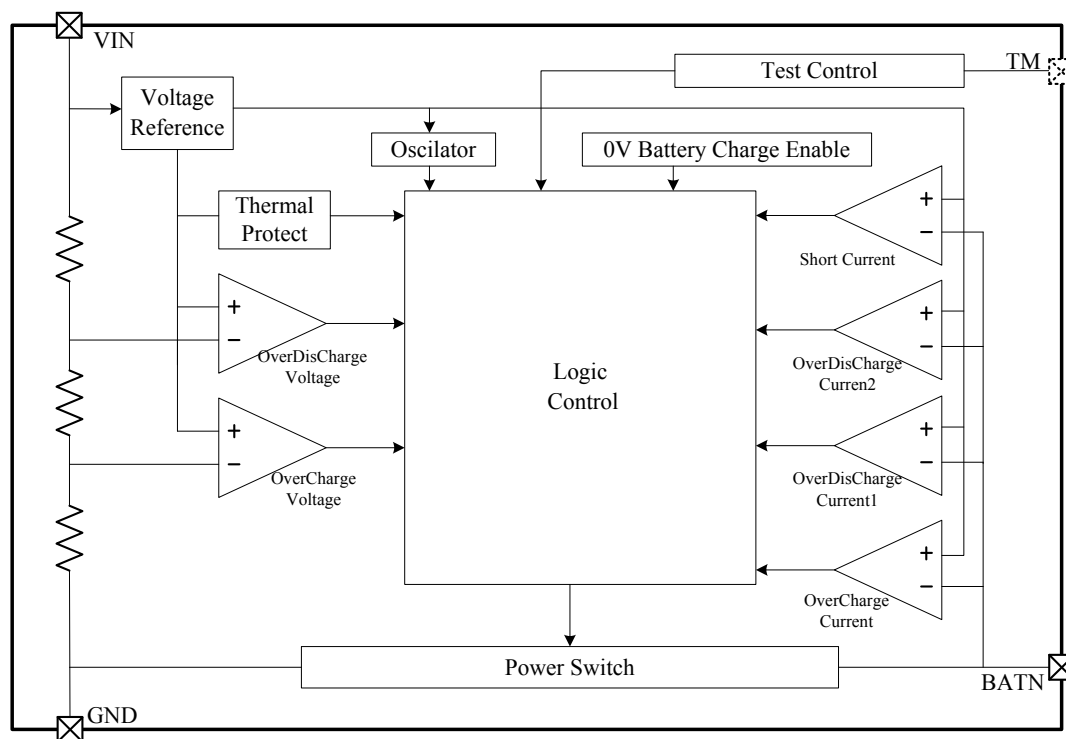 VIN
TM
Test Control
Voltage
Reference
Oscilator
0V Battery Charge Enable
Thermal
Protect
+
−
Short Current
+
−
OverDisCharge
Voltage
+
−
OverDisCharge
Curren2
Logic
Control
+
−
OverCharge
Voltage
+
−
OverDisCharge
Current1
+
−
OverCharge
Current
Power Switch
BATN
GND